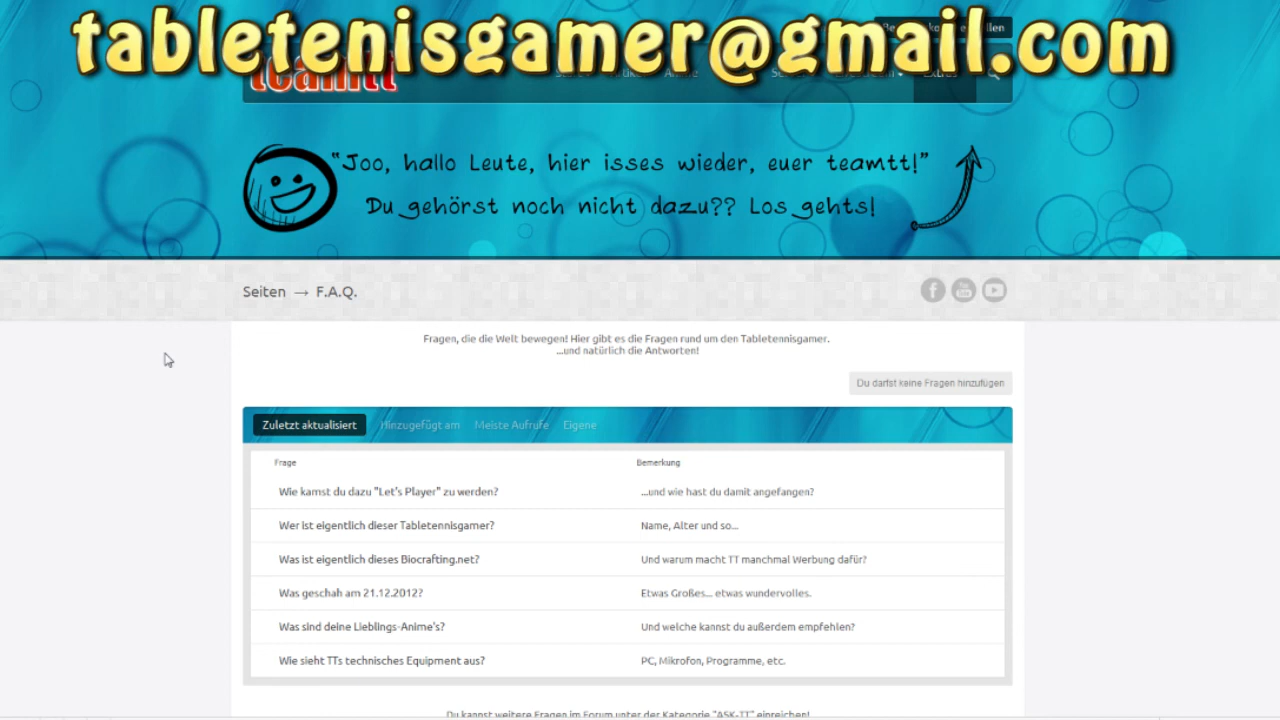 tabletenisgamer@gmail.com
teamtt
Extras
"Joo, hallo Leute, hier isses wieder, euer teamtt!"
Du gehörst noch nicht dazu?? Los gehts!
Seiten → F.A.Q.
Fragen, die die Welt bewegen! Hier gibt es die Fragen rund um den Tabletennisgamer.
...und natürlich die Antworten!
Du darfst keine Fragen hinzufügen
Zuletzt aktualisiert Hinzugefügt am Meiste Aufrufe Eigene
Frage Bemerkung
Wie kamst du dazu "Let's Player" zu werden? ...und wie hast du damit angefangen?
Wer ist eigentlich dieser Tabletennisgamer? Name, Alter und so...
Was ist eigentlich dieses Biocrafting.net? Und warum macht TT manchmal Werbung dafür?
Was geschah am 21.12.2012? Etwas Großes... etwas wundervolles.
Was sind deine Lieblings-Anime's? Und welche kannst du außerdem empfehlen?
Wie sieht TTs technisches Equipment aus? PC, Mikrofon, Programme, etc.
Du kannst weitere Fragen im Forum unter der Kategorie "ASK-TT" einreichen!